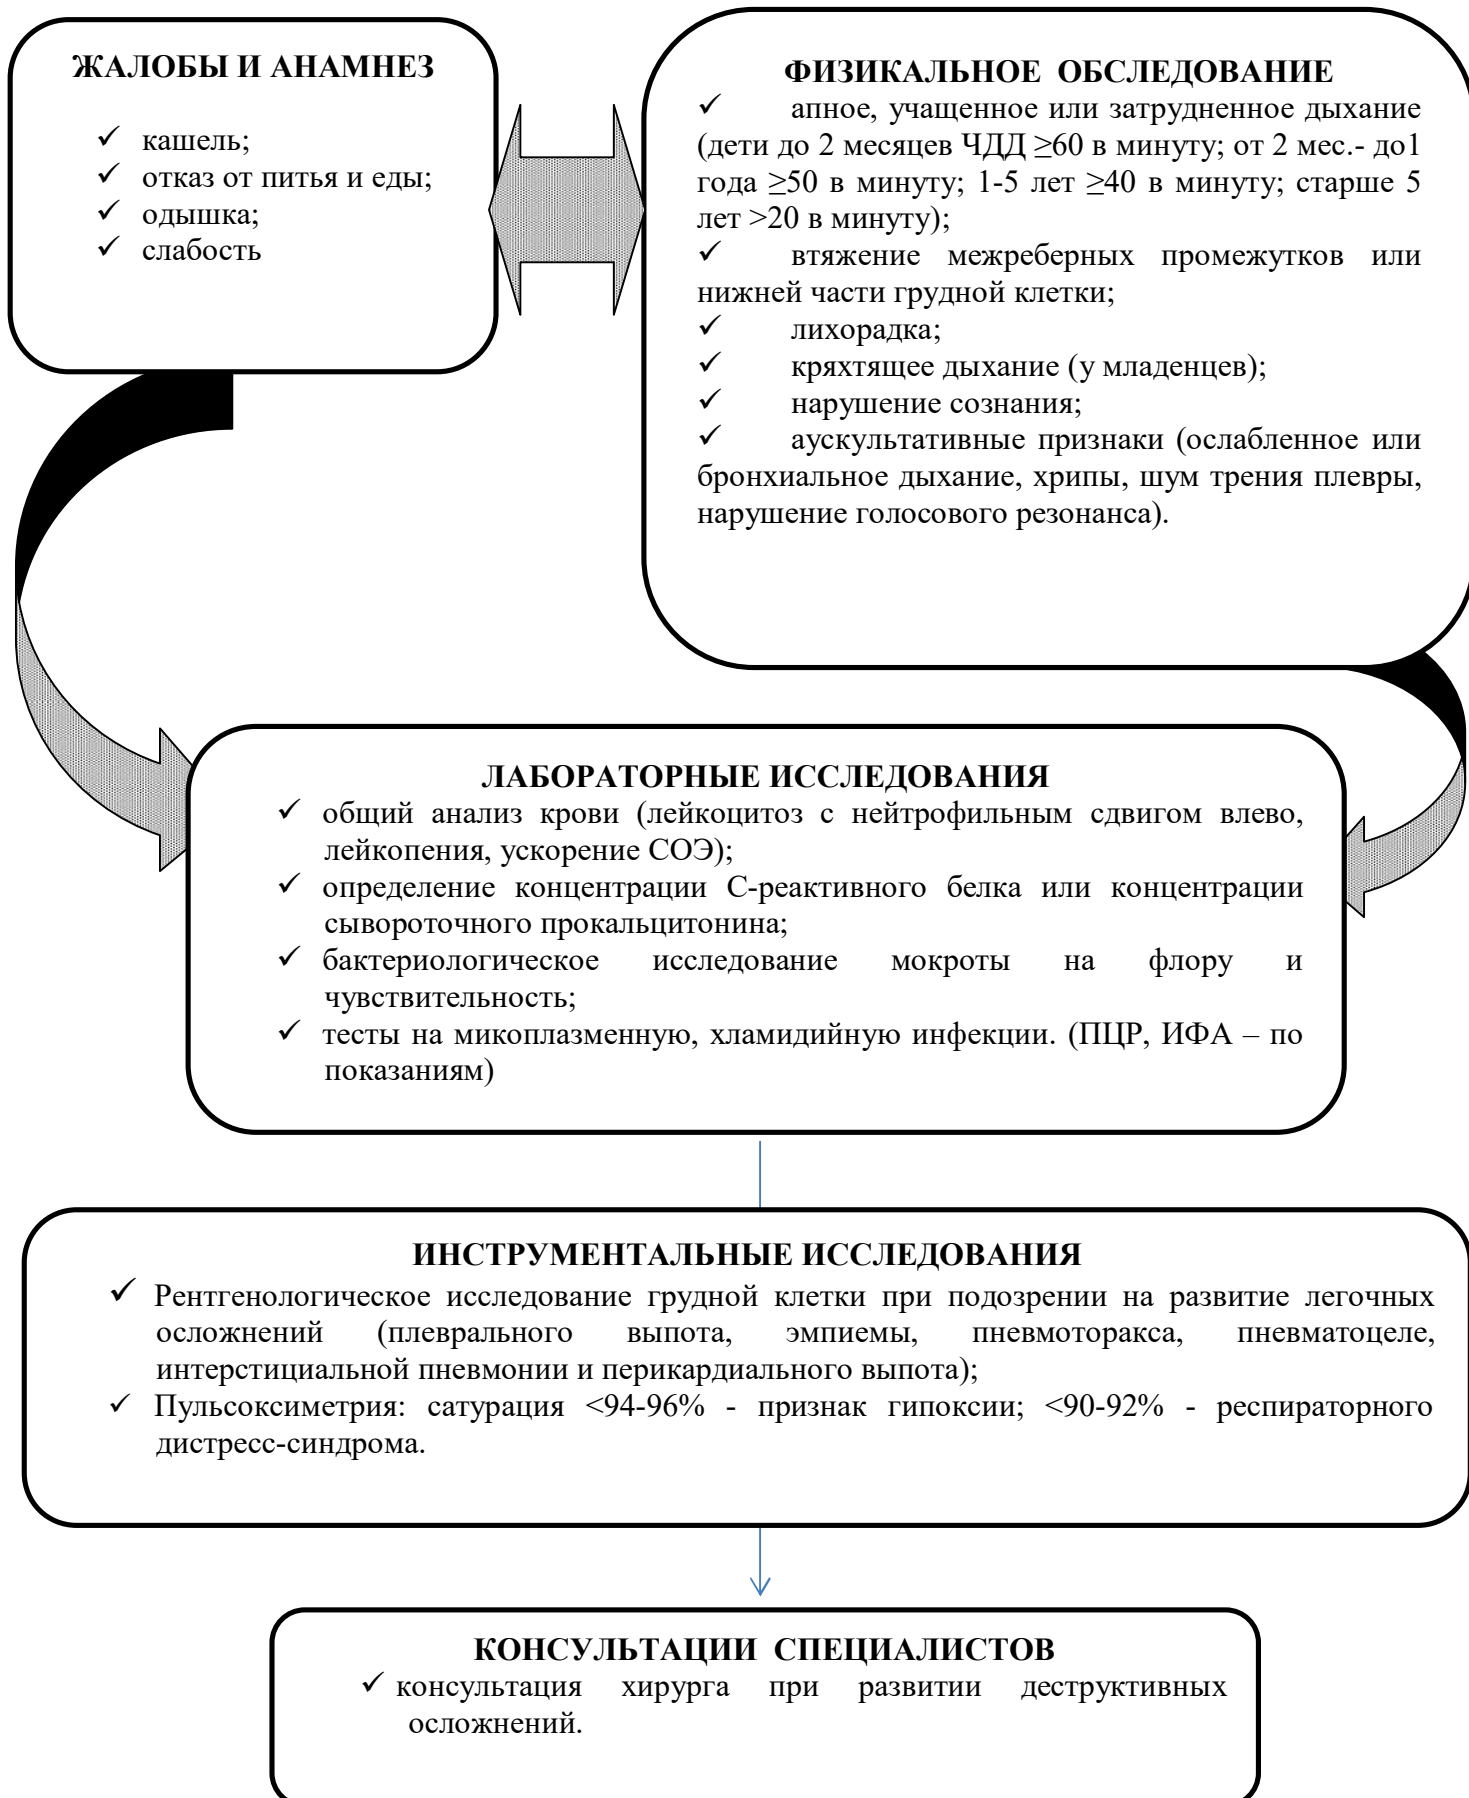 ЖАЛОБЫ И АНАМНЕЗ
✓ кашель;
✓ отказ от питья и еды;
✓ одышка;
✓ слабость
ФИЗИКАЛЬНОЕ ОБСЛЕДОВАНИЕ
✓ апное, учащенное или затрудненное дыхание
(дети до 2 месяцев ЧДД ≥60 в минуту; от 2 мес.- до1
года ≥50 в минуту; 1-5 лет ≥40 в минуту; старше 5
лет >20 в минуту);
✓ втяжение межреберных промежутков или
нижней части грудной клетки;
✓ лихорадка;
✓ кряхтящее дыхание (у младенцев);
✓ нарушение сознания;
✓ аускультативные признаки (ослабленное или
бронхиальное дыхание, хрипы, шум трения плевры,
нарушение голосового резонанса).
ЛАБОРАТОРНЫЕ ИССЛЕДОВАНИЯ
✓ общий анализ крови (лейкоцитоз с нейтрофильным сдвигом влево,
лейкопения, ускорение СОЭ);
✓ определение концентрации С-реактивного белка или концентрации
сывороточного прокальцитонина;
✓ бактериологическое исследование мокроты на флору и
чувствительность;
✓ тесты на микоплазменную, хламидийную инфекции. (ПЦР, ИФА – по
показаниям)
ИНСТРУМЕНТАЛЬНЫЕ ИССЛЕДОВАНИЯ
✓ Рентгенологическое исследование грудной клетки при подозрении на развитие легочных
осложнений (плеврального выпота, эмпиемы, пневмоторакса, пневматоцеле,
интерстициальной пневмонии и перикардиального выпота);
✓ Пульсоксиметрия: сатурация <94-96% - признак гипоксии; <90-92% - респираторного
дистресс-синдрома.
КОНСУЛЬТАЦИИ СПЕЦИАЛИСТОВ
✓ консультация хирурга при развитии деструктивных
осложнений.